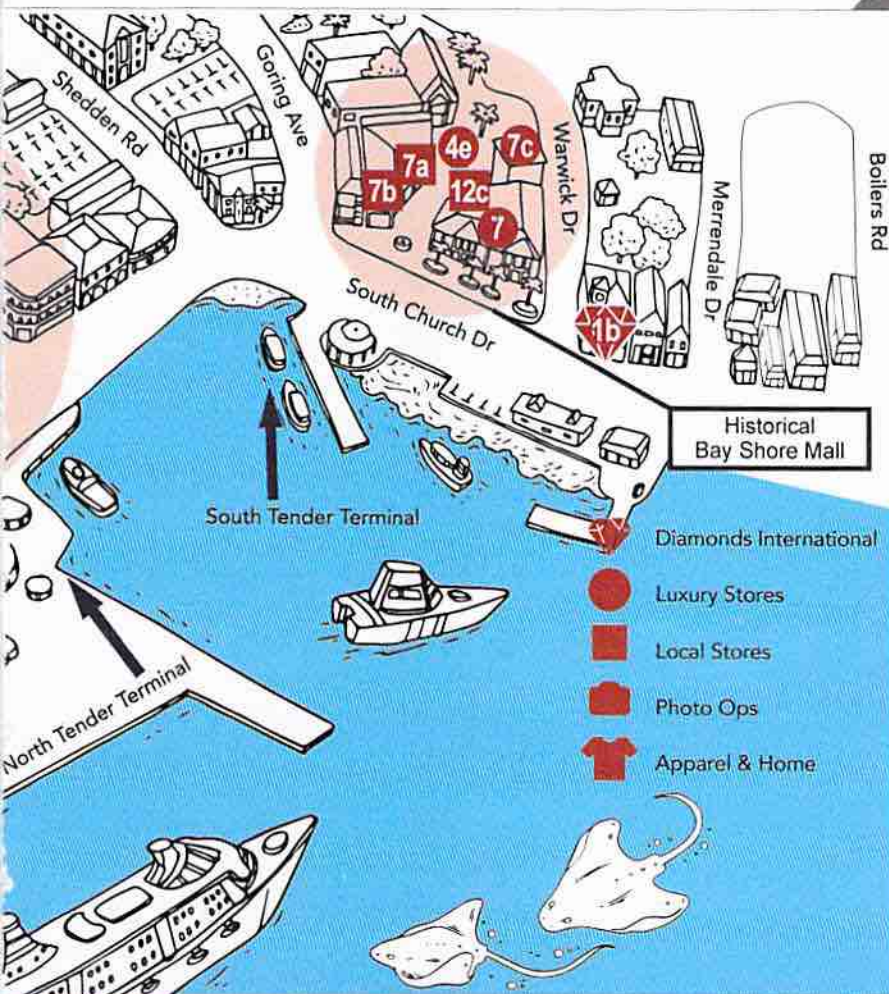 Shedden Rd
Goring Ave
Warwick Dr
Merrendale Dr
Boilers Rd
4e
7c
7a
7b
12c
7
1b
South Church Dr
Historical
Bay Shore Mall
South Tender Terminal
North Tender Terminal
Diamonds International
Luxury Stores
Local Stores
Photo Ops
Apparel & Home